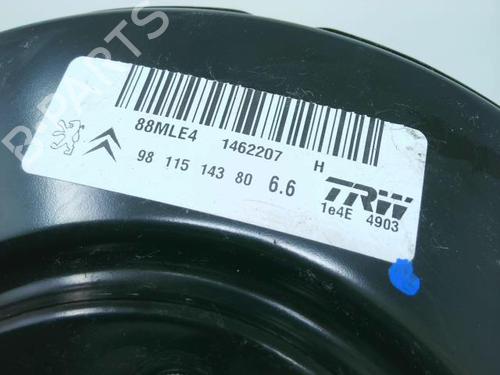 B-PARTS
88MLE4 1462207 H
98 115 143 80 6.6
TRW
1e4E 4903